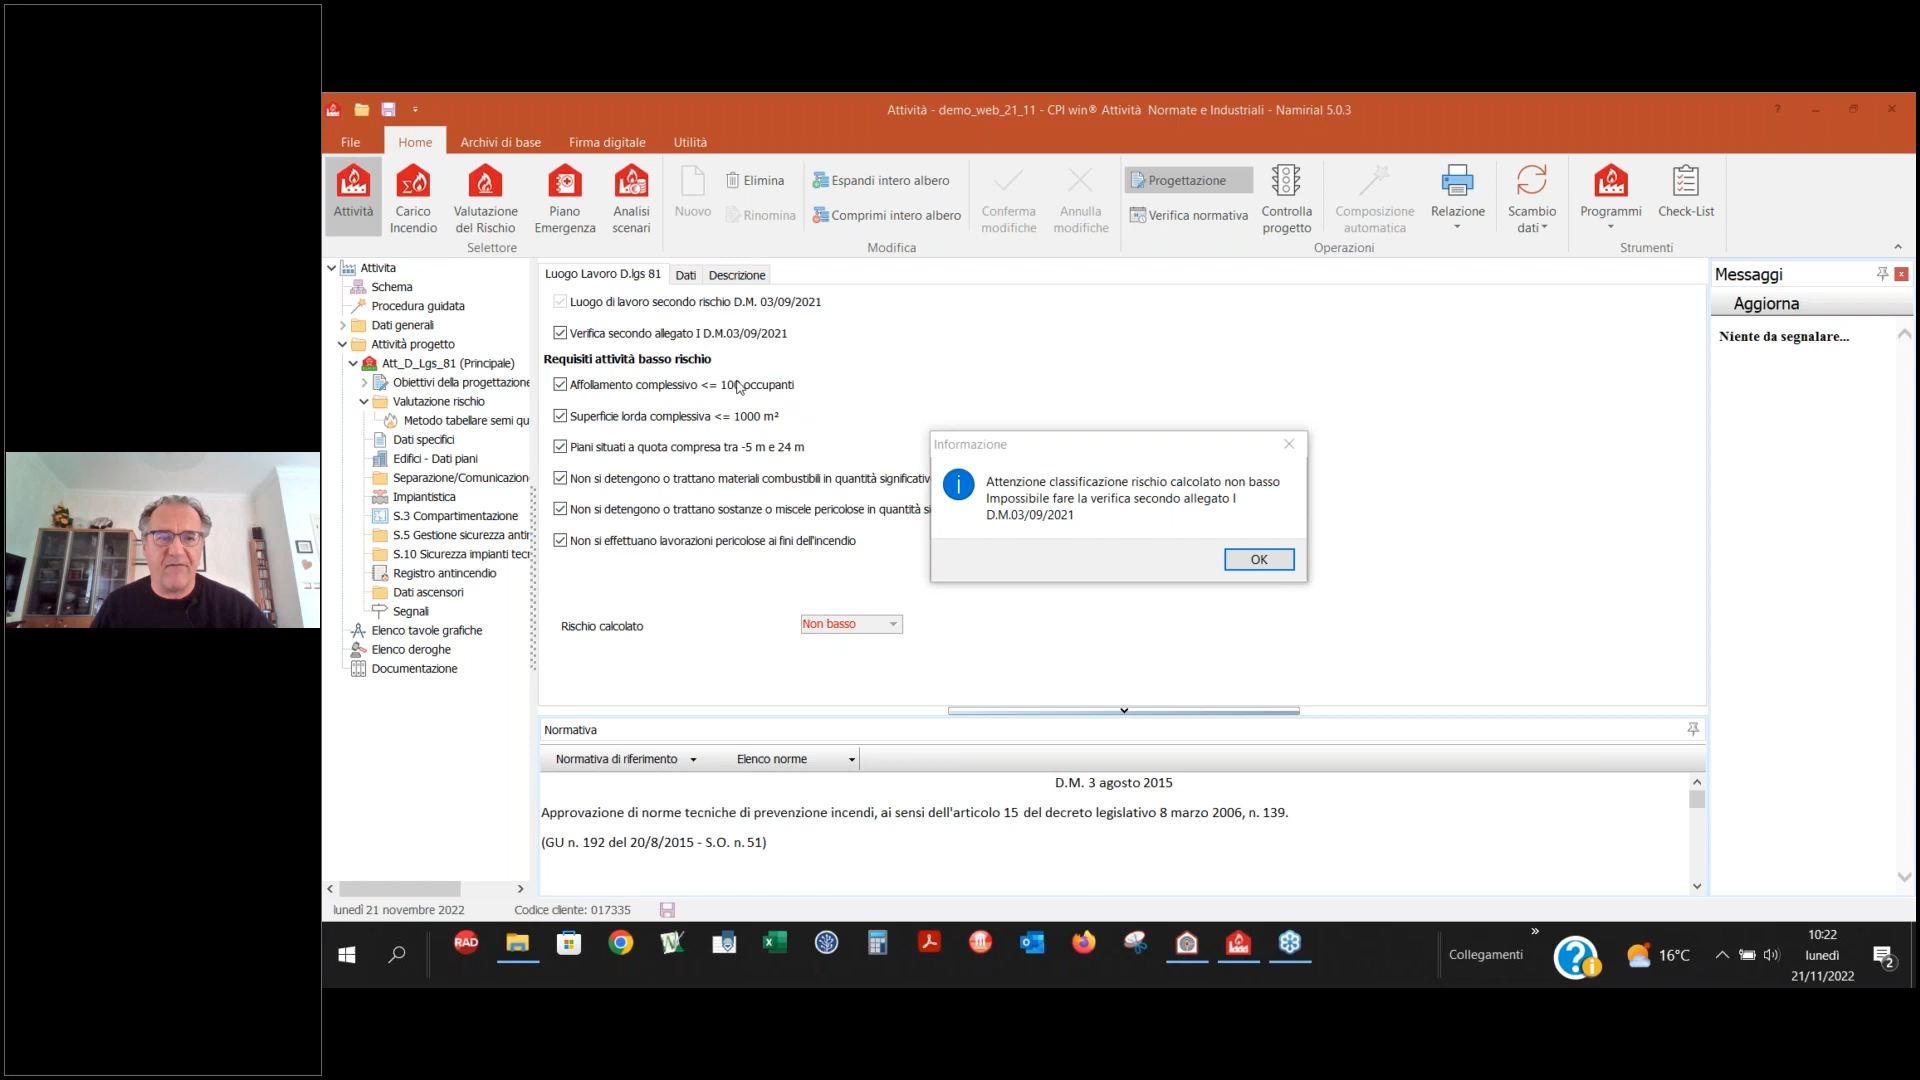 Attività - demo_web_21_11 - CPI win® Attività Normate e Industriali - Namirial 5.0.3
?
File
Home
Archivi di base
Firma digitale
Utilità
Attività
Carico Incendio
Valutazione del Rischio
Piano Emergenza
Analisi scenari
Selettore
Nuovo
Elimina
Rinomina
Espandi intero albero
Comprimi intero albero
Conferma modifiche
Annulla modifiche
Modifica
Progettazione
Verifica normativa
Controlla progetto
Composizione automatica
Relazione
Operazioni
Scambio dati
Programmi
Check-List
Strumenti
Attivita
Schema
Procedura guidata
Dati generali
Attività progetto
Att_D_Lgs_81 (Principale)
Obiettivi della progettazione
Valutazione rischio
Metodo tabellare semi qu
Dati specifici
Edifici - Dati piani
Separazione/Comunicazion
Impiantistica
S.3 Compartimentazione
S.5 Gestione sicurezza antir
S.10 Sicurezza impianti tecr
Registro antincendio
Dati ascensori
Segnali
Elenco tavole grafiche
Elenco deroghe
Documentazione
Luogo Lavoro D.lgs 81
Dati
Descrizione
Luogo di lavoro secondo rischio D.M. 03/09/2021
Verifica secondo allegato I D.M.03/09/2021
Requisiti attività basso rischio
Affollamento complessivo <= 100 occupanti
Superficie lorda complessiva <= 1000 m²
Piani situati a quota compresa tra -5 m e 24 m
Non si detengono o trattano materiali combustibili in quantità significativ
Non si detengono o trattano sostanze o miscele pericolose in quantità si
Non si effettuano lavorazioni pericolose ai fini dell'incendio
Rischio calcolato
Non basso
Informazione
Attenzione classificazione rischio calcolato non basso
Impossibile fare la verifica secondo allegato I
D.M.03/09/2021
OK
Messaggi
Aggiorna
Niente da segnalare...
Normativa
Normativa di riferimento
Elenco norme
D.M. 3 agosto 2015
Approvazione di norme tecniche di prevenzione incendi, ai sensi dell'articolo 15 del decreto legislativo 8 marzo 2006, n. 139.
(GU n. 192 del 20/8/2015 - S.O. n. 51)
lunedì 21 novembre 2022
Codice cliente: 017335
RAD
Collegamenti
16°C
10:22
lunedì
21/11/2022
2